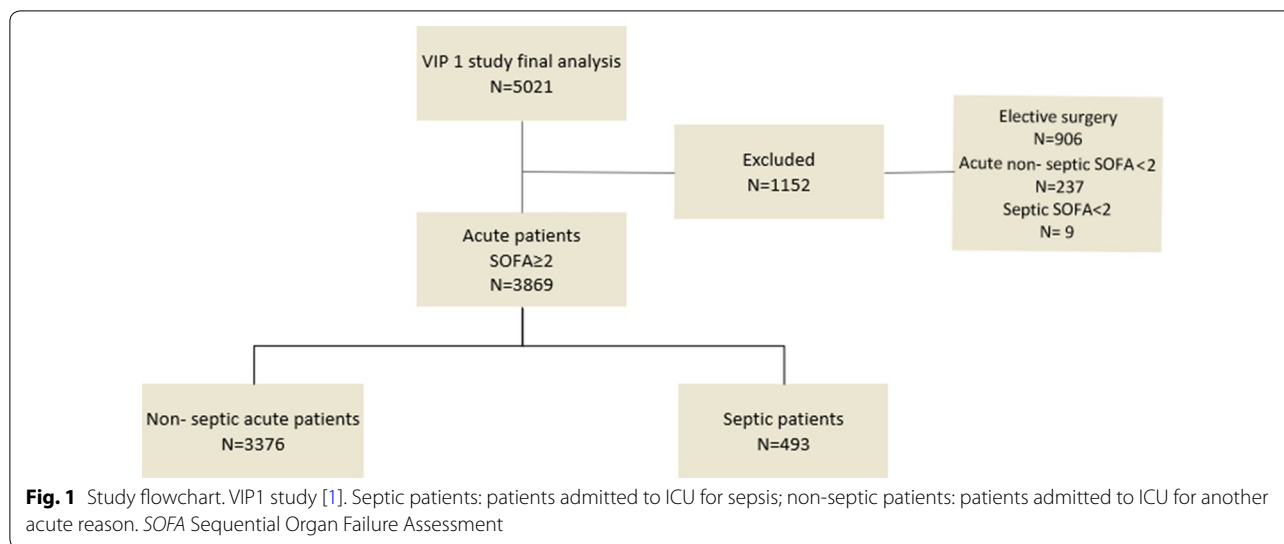 VIP 1 study final analysis
N=5021
Excluded
N=1152
Elective surgery
N=906
Acute non- septic SOFA<2
N=237
Septic SOFA<2
N= 9
Acute patients
SOFA≥2
N=3869
Non- septic acute patients
N=3376
Septic patients
N=493
Fig. 1 Study flowchart. VIP1 study [1]. Septic patients: patients admitted to ICU for sepsis; non-septic patients: patients admitted to ICU for another
acute reason. SOFA Sequential Organ Failure Assessment